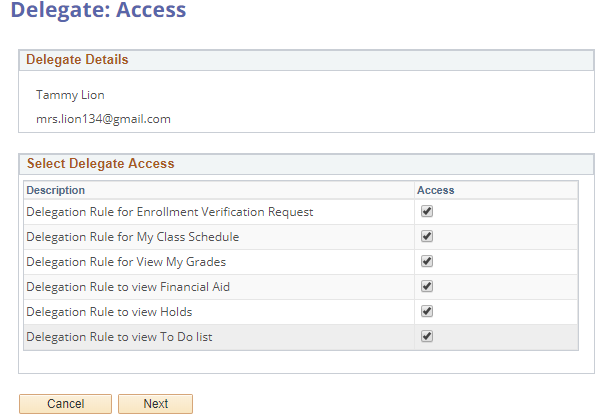 Delegate: Access
Delegate Details
Tammy Lion
mrs.lion134@gmail.com
Select Delegate Access
Description Access
Delegation Rule for Enrollment Verification Request
Delegation Rule for My Class Schedule
Delegation Rule for View My Grades
Delegation Rule to view Financial Aid
Delegation Rule to view Holds
Delegation Rule to view To Do list
Cancel Next